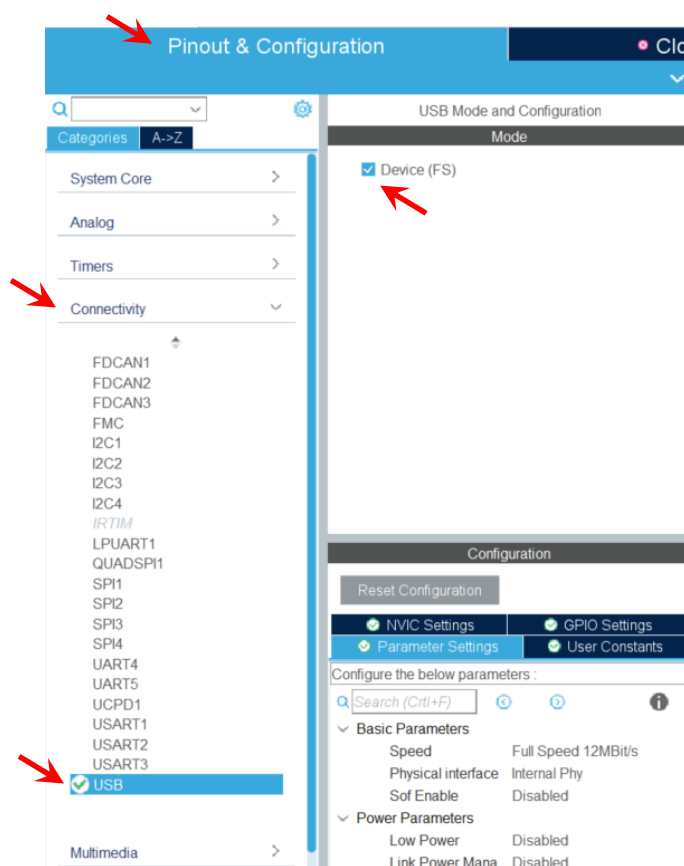 Pinout & Configuration
Clo
USB Mode and Configuration
Categories A->Z
Mode
System Core
Device (FS)
Analog
Timers
Connectivity
FDCAN1
FDCAN2
FDCAN3
FMC
I2C1
I2C2
I2C3
I2C4
IRTIM
LPUART1
QUADSPI1
SPI1
SPI2
SPI3
SPI4
UART4
UART5
UCPD1
USART1
USART2
USART3
USB
Multimedia
Configuration
Reset Configuration
NVIC Settings GPIO Settings
Parameter Settings User Constants
Configure the below parameters :
Search (Crtl+F)
Basic Parameters
Speed Full Speed 12MBit/s
Physical interface Internal Phy
Sof Enable Disabled
Power Parameters
Low Power Disabled
Link Power Mana Disabled